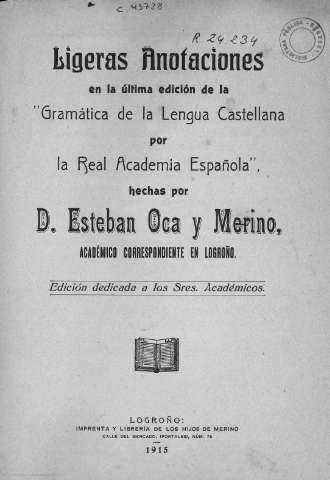 C. 43728
R. 24.234
Ligeras Anotaciones
en la última edición de la
"Gramática de la Lengua Castellana
por
la Real Academia Española",
hechas por
D. Esteban Oca y Merino,
ACADÉMICO CORRESPONDIENTE EN LOGROÑO.
Edición dedicada a los Sres. Académicos.
LOGROÑO:
IMPRENTA Y LIBRERÍA DE LOS HIJOS DE MERINO
CALLE DEL MERCADO, (PORTALES), NÚM. 76
1915